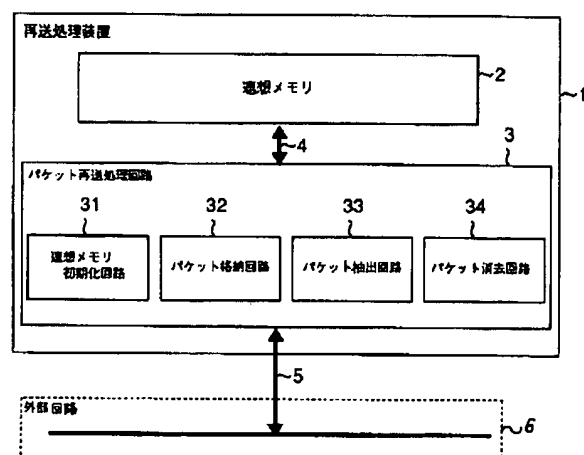 再送処理装置
連想メモリ
2
1
4
3
パケット再送処理回路
31
32
33
34
連想メモリ
初期化回路
パケット格納回路
パケット抽出回路
パケット消去回路
5
外部回路
6